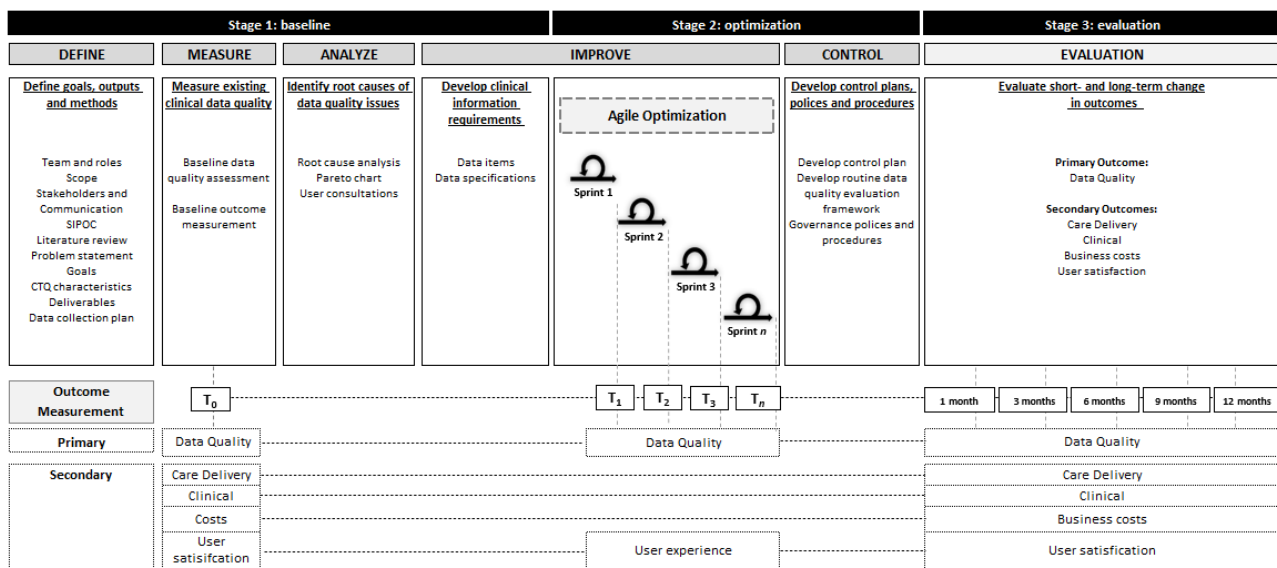 Stage 1: baseline
Stage 2: optimization
Stage 3: evaluation
DEFINE
MEASURE
ANALYZE
IMPROVE
CONTROL
EVALUATION
Define goals, outputs
and methods
Team and roles
Scope
Stakeholders and
Communication
SIPOC
Literature review
Problem statement
Goals
CTQ characteristics
Deliverables
Data collection plan
Measure existing
clinical data quality
Baseline data
quality assessment
Baseline outcome
measurement
Identify root causes of
data quality issues
Root cause analysis
Pareto chart
User consultations
Develop clinical
information
requirements
Data items
Data specifications
Agile Optimization
Sprint 1
Sprint 2
Sprint 3
Sprint n
Develop control plans,
polices and procedures
Develop control plan
Develop routine data
quality evaluation
framework
Governance polices and
procedures
Evaluate short- and long-term change
in outcomes
Primary Outcome:
Data Quality
Secondary Outcomes:
Care Delivery
Clinical
Business costs
User satisfaction
Outcome
Measurement
T0
T1
T2
T3
Tn
1 month
3 months
6 months
9 months
12 months
Primary
Data Quality
Data Quality
Data Quality
Secondary
Care Delivery
Care Delivery
Clinical
Clinical
Costs
Business costs
User
satisifcation
User experience
User satisfication